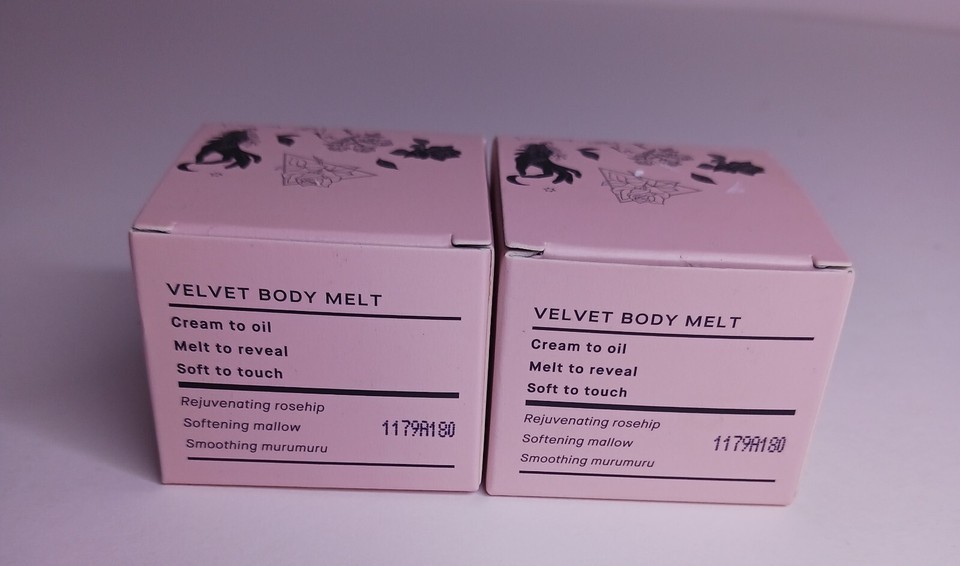 VELVET BODY MELT
Cream to oil
Melt to reveal
Soft to touch
Rejuvenating rosehip
Softening mallow
Smoothing murumuru
1179A180
VELVET BODY MELT
Cream to oil
Melt to reveal
Soft to touch
Rejuvenating rosehip
Softening mallow
Smoothing murumuru
1179A180